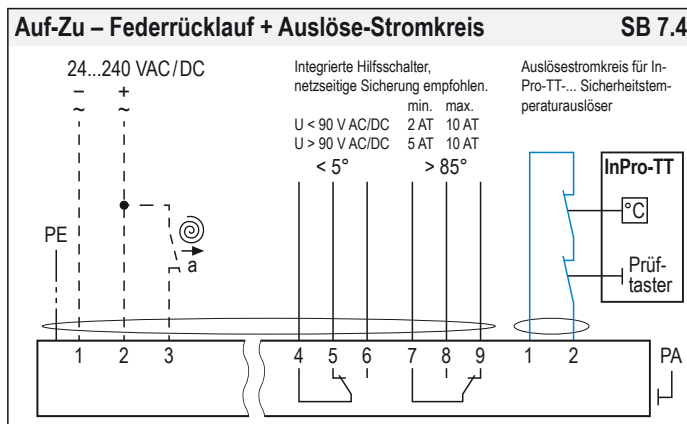 Auf-Zu – Federrücklauf + Auslöse-Stromkreis SB 7.4
24...240 VAC/DC
– +
~ ~
Integrierte Hilfsschalter,
netzseitige Sicherung empfohlen.
min. max.
U < 90 V AC/DC 2 AT 10 AT
U > 90 V AC/DC 5 AT 10 AT
< 5° > 85°
Auslösestromkreis für In-
Pro-TT-... Sicherheitstem-
peraturauslöser
InPro-TT
°C
Prüf-
taster
PE
a
1 2 3 4 5 6 7 8 9 1 2 PA